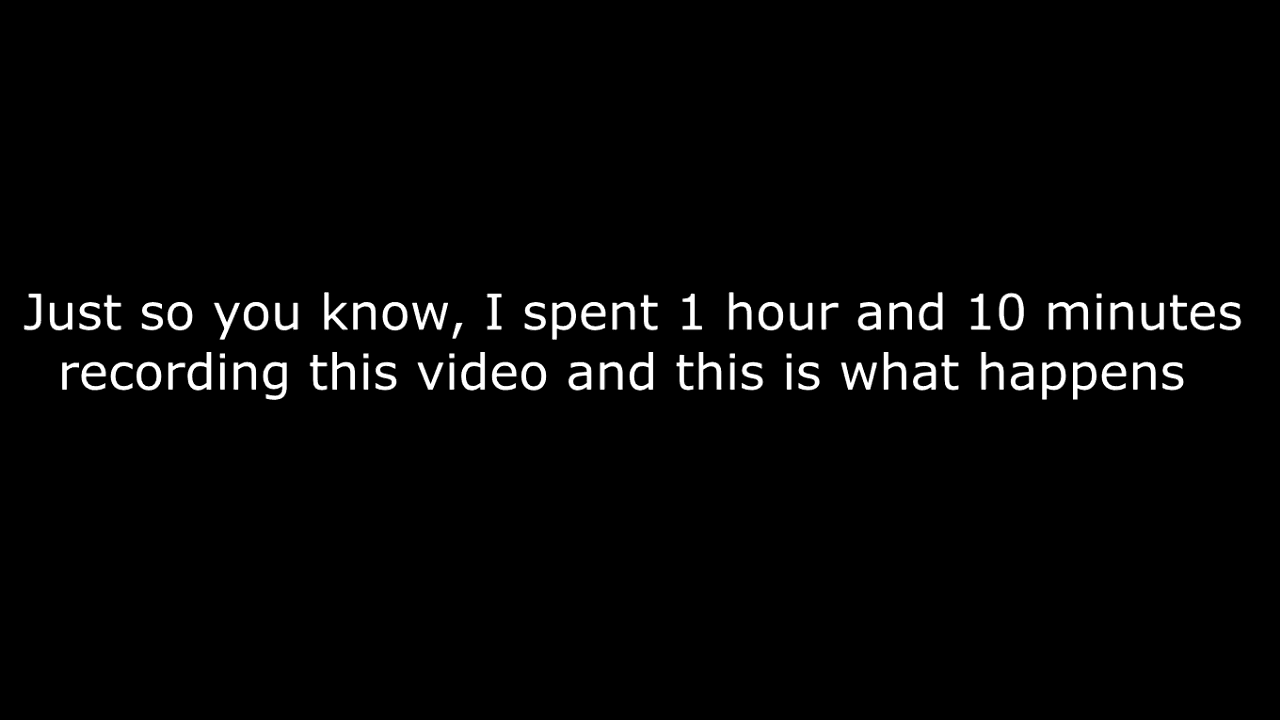 Just so you know, I spent 1 hour and 10 minutes
recording this video and this is what happens